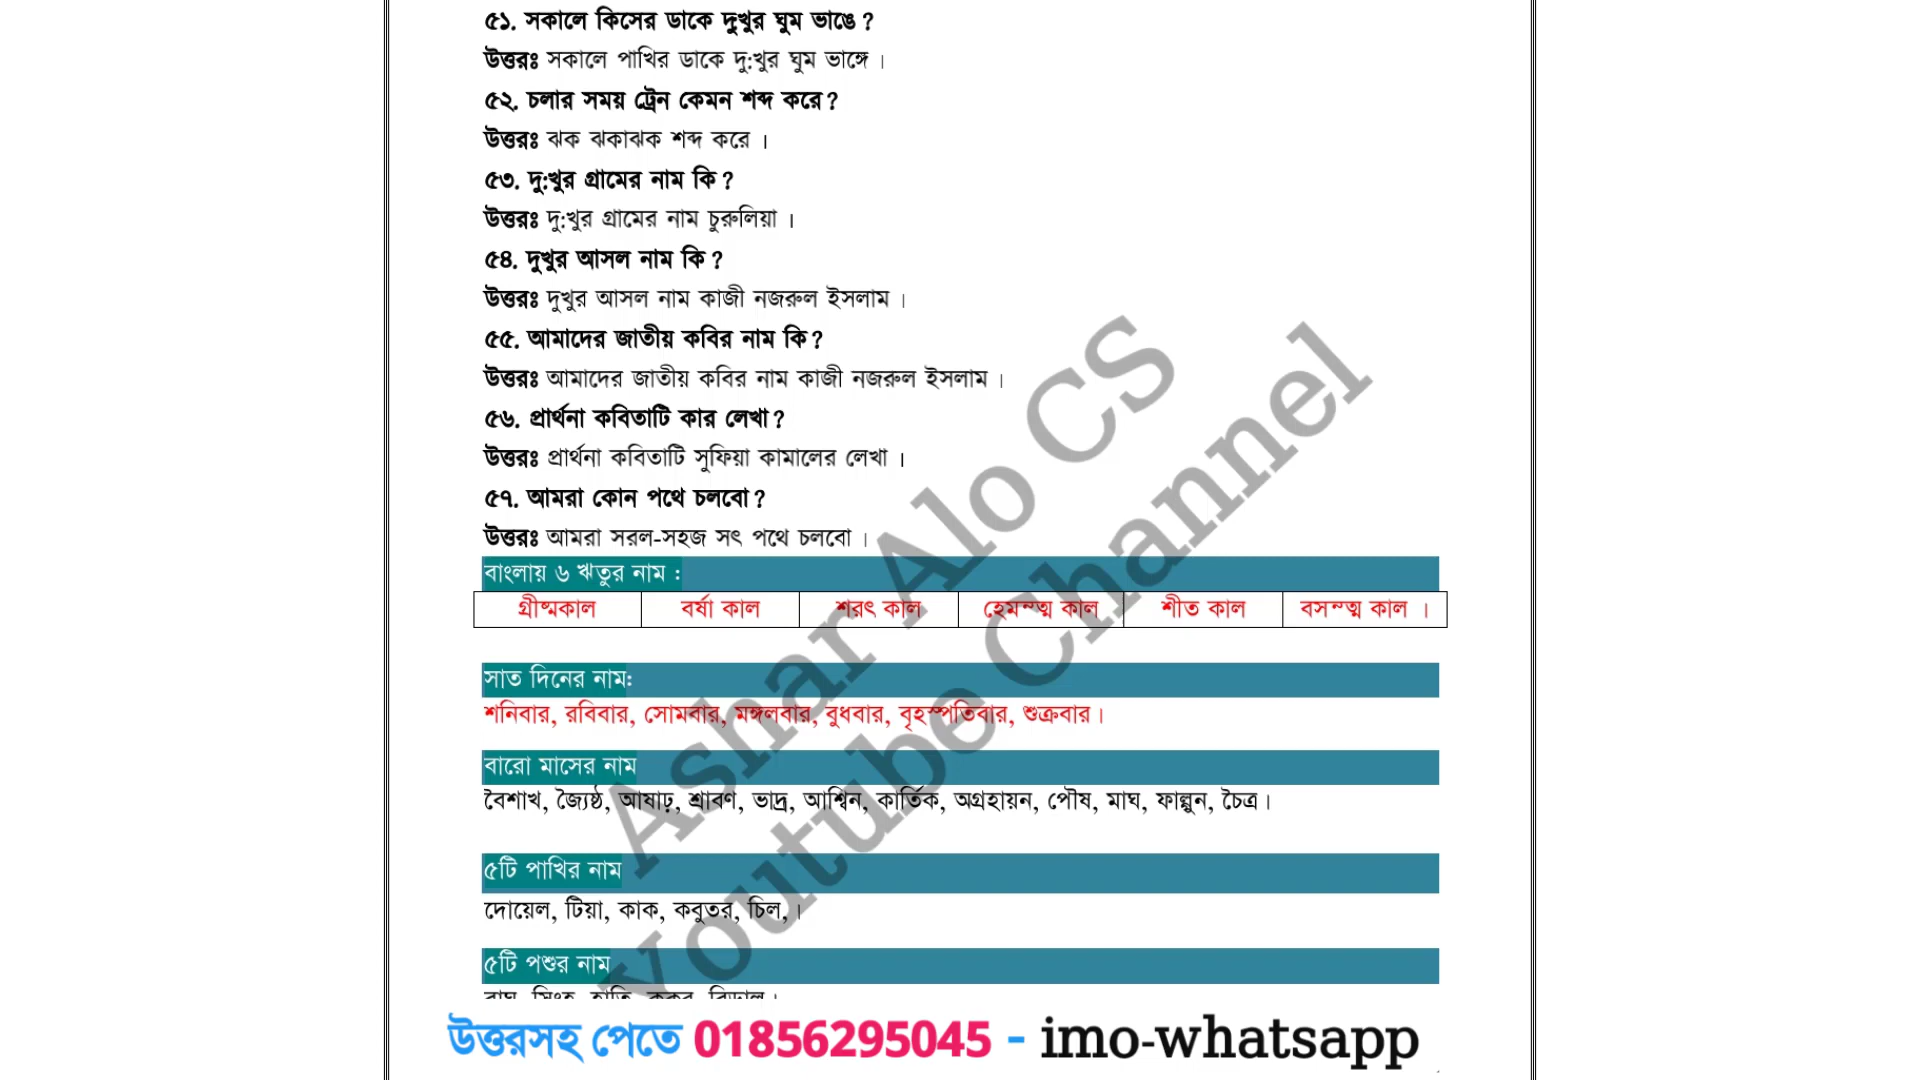 ৫১. সকালে কিসের ডাকে দুখুর ঘুম ভাঙে?
উত্তরঃ সকালে পাখির ডাকে দু:খুর ঘুম ভাঙ্গে।
৫২. চলার সময় ট্রেন কেমন শব্দ করে?
উত্তরঃ ঝক ঝকাঝক শব্দ করে ।
৫৩. দু:খুর গ্রামের নাম কি?
উত্তরঃ দু:খুর গ্রামের নাম চুরুলিয়া ।
৫৪. দুখুর আসল নাম কি?
উত্তরঃ দুখুর আসল নাম কাজী নজরুল ইসলাম ।
৫৫. আমাদের জাতীয় কবির নাম কি?
উত্তরঃ আমাদের জাতীয় কবির নাম কাজী নজরুল ইসলাম ।
৫৬. প্রার্থনা কবিতাটি কার লেখা?
উত্তরঃ প্রার্থনা কবিতাটি সুফিয়া কামালের লেখা ।
৫৭. আমরা কোন পথে চলবো?
উত্তরঃ আমরা সরল-সহজ সৎ পথে চলবো ।
বাংলায় ৬ ঋতুর নাম :
গ্রীষ্মকাল বর্ষা কাল শরৎ কাল হেমন্ত্ম কাল শীত কাল বসন্ত্ম কাল ।
সাত দিনের নাম:
শনিবার, রবিবার, সোমবার, মঙ্গলবার, বুধবার, বৃহস্পতিবার, শুক্রবার।
বারো মাসের নাম
বৈশাখ, জ্যৈষ্ঠ, আষাঢ়, শ্রাবণ, ভাদ্র, আশ্বিন, কার্তিক, অগ্রহায়ন, পৌষ, মাঘ, ফাল্গুন, চৈত্র।
৫টি পাখির নাম
দোয়েল, টিয়া, কাক, কবুতর, চিল,।
৫টি পশুর নাম
বাঘ, সিংহ, হাতি, কুকুর, বিড়াল।
Ashar Alo CS
Youtube Channel
উত্তরসহ পেতে 01856295045 - imo-whatsapp